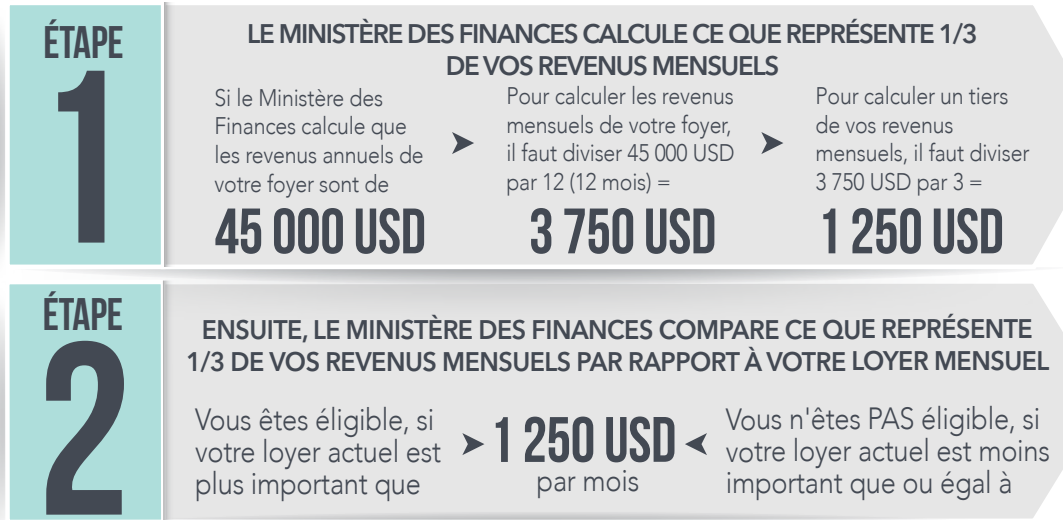 ÉTAPE
1
LE MINISTÈRE DES FINANCES CALCULE CE QUE REPRÉSENTE 1/3
DE VOS REVENUS MENSUELS
Si le Ministère des
Finances calcule que
les revenus annuels de
votre foyer sont de
45 000 USD
Pour calculer les revenus
mensuels de votre foyer,
il faut diviser 45 000 USD
par 12 (12 mois) =
3 750 USD
Pour calculer un tiers
de vos revenus
mensuels, il faut diviser
3 750 USD par 3 =
1 250 USD
ÉTAPE
2
ENSUITE, LE MINISTÈRE DES FINANCES COMPARE CE QUE REPRÉSENTE
1/3 DE VOS REVENUS MENSUELS PAR RAPPORT À VOTRE LOYER MENSUEL
Vous êtes éligible, si
votre loyer actuel est
plus important que
1 250 USD
par mois
Vous n'êtes PAS éligible, si
votre loyer actuel est moins
important que ou égal à